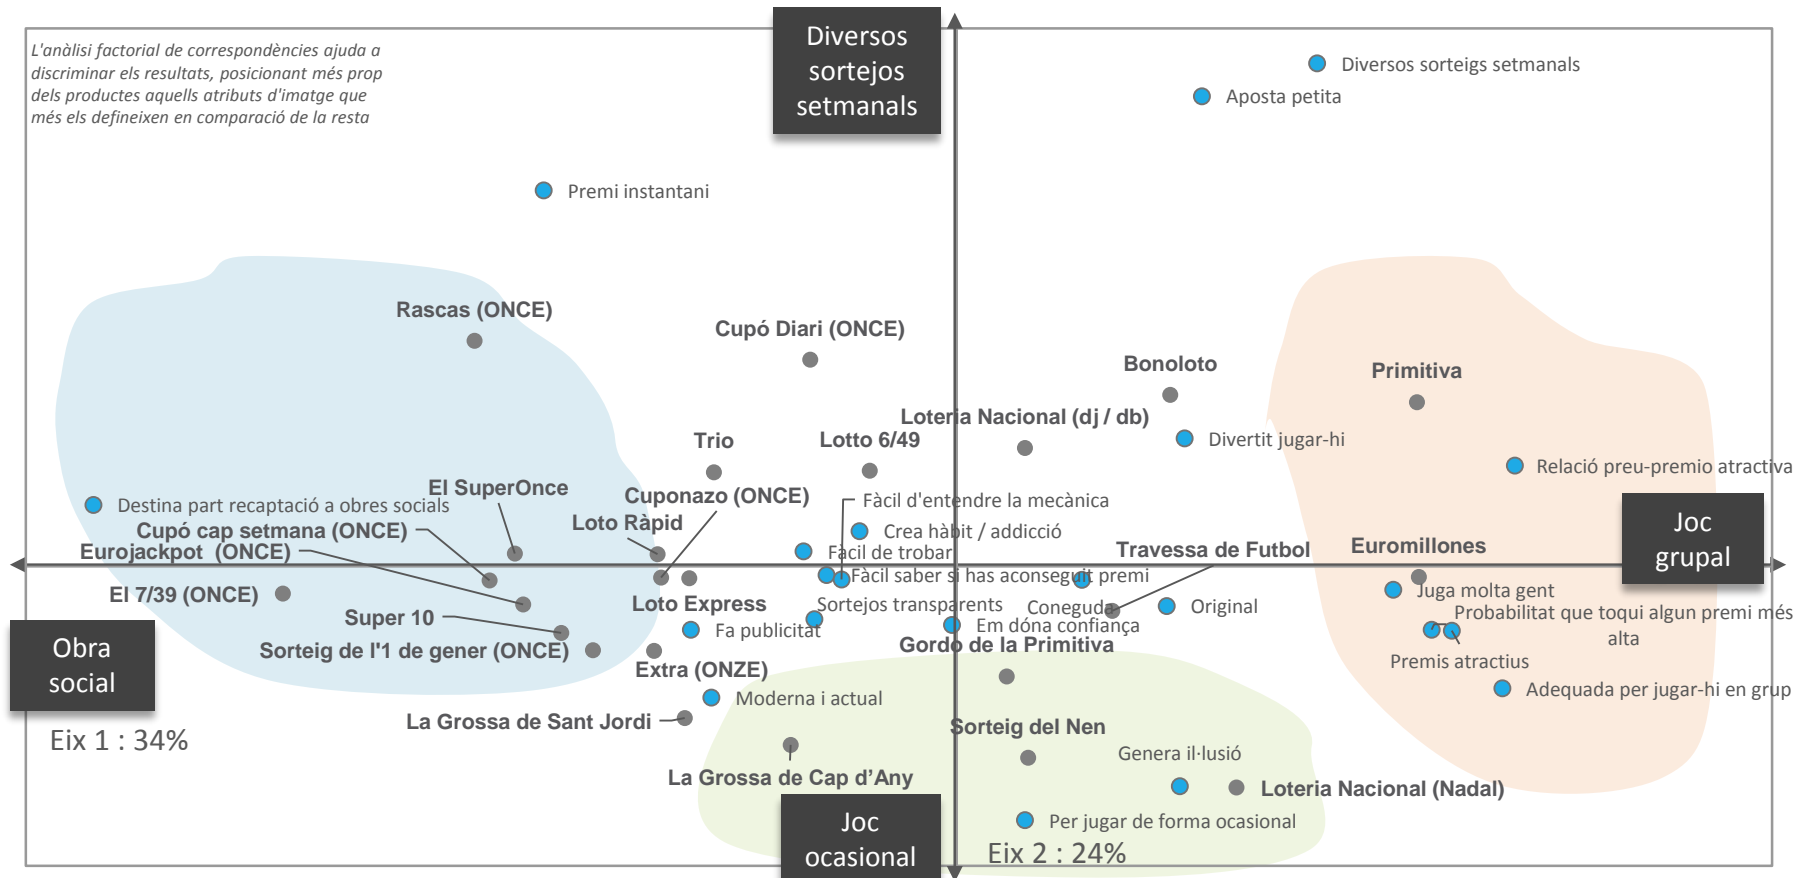 L'anàlisi factorial de correspondències ajuda a
discriminar els resultats, posicionant més prop
dels productes aquells atributs d'imatge que
més els defineixen en comparació de la resta
Diversos
sortejos
setmanals
Diversos sorteigs setmanals
Aposta petita
Premi instantani
Rascas (ONCE)
Cupó Diari (ONCE)
Bonoloto
Primitiva
Loteria Nacional (dj / db)
Trio
Lotto 6/49
Divertit jugar-hi
Relació preu-premio atractiva
El SuperOnce
Cuponazo (ONCE)
Fàcil d'entendre la mecànica
Destina part recaptació a obres socials
Cupó cap setmana (ONCE)
Loto Ràpid
Crea hàbit / addicció
Joc
grupal
Eurojackpot (ONCE)
Fàcil de trobar
Travessa de Futbol
Euromillones
Fàcil saber si has aconseguit premi
El 7/39 (ONCE)
Loto Express
Sortejos transparents
Coneguda
Original
Juga molta gent
Super 10
Fa publicitat
Em dóna confiança
Probabilitat que toqui algun premi més
alta
Obra
social
Sorteig de l'1 de gener (ONCE)
Extra (ONZE)
Gordo de la Primitiva
Premis atractius
Moderna i actual
Adequada per jugar-hi en grup
La Grossa de Sant Jordi
Sorteig del Nen
Eix 1 : 34%
Genera il·lusió
La Grossa de Cap d’Any
Loteria Nacional (Nadal)
Joc
ocasional
Per jugar de forma ocasional
Eix 2 : 24%